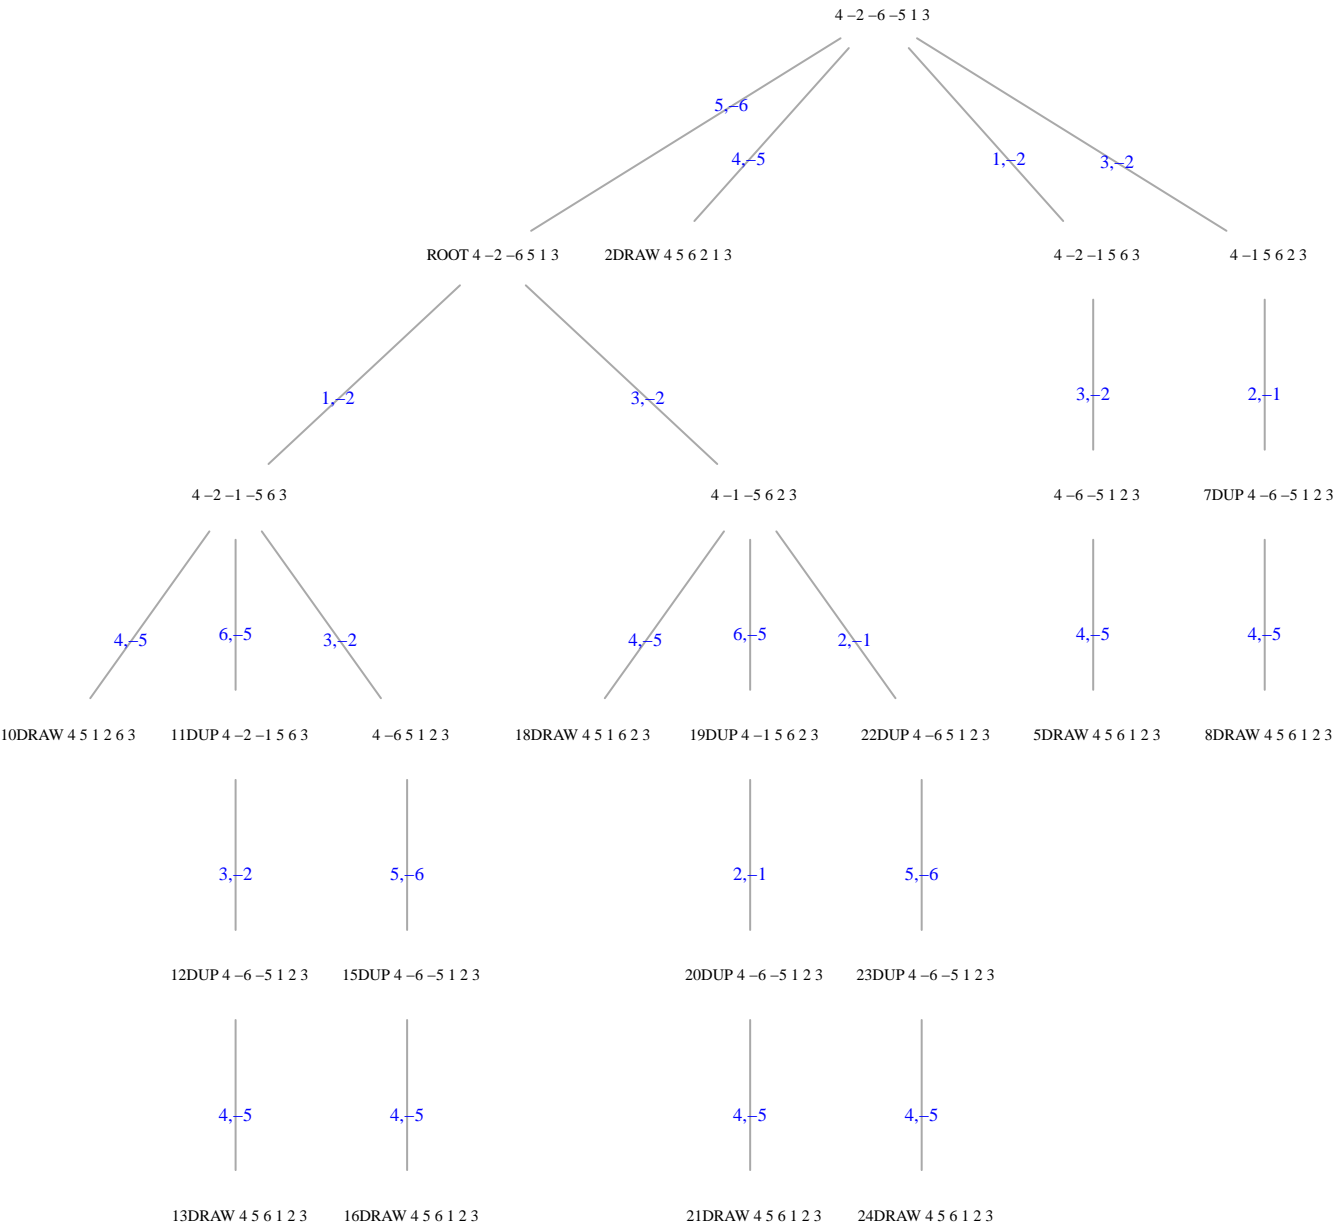 4 –2 –6 –5 1 3
5,–6
4,–5
1,–2
3,–2
ROOT 4 –2 –6 5 1 3
2DRAW 4 5 6 2 1 3
4 –2 –1 5 6 3
4 –1 5 6 2 3
1,–2
3,–2
3,–2
2,–1
4 –2 –1 –5 6 3
4 –1 –5 6 2 3
4 –6 –5 1 2 3
7DUP 4 –6 –5 1 2 3
4,–5
6,–5
3,–2
4,–5
6,–5
2,–1
4,–5
4,–5
10DRAW 4 5 1 2 6 3
11DUP 4 –2 –1 5 6 3
4 –6 5 1 2 3
18DRAW 4 5 1 6 2 3
19DUP 4 –1 5 6 2 3
22DUP 4 –6 5 1 2 3
5DRAW 4 5 6 1 2 3
8DRAW 4 5 6 1 2 3
3,–2
5,–6
2,–1
5,–6
12DUP 4 –6 –5 1 2 3
15DUP 4 –6 –5 1 2 3
20DUP 4 –6 –5 1 2 3
23DUP 4 –6 –5 1 2 3
4,–5
4,–5
4,–5
4,–5
13DRAW 4 5 6 1 2 3
16DRAW 4 5 6 1 2 3
21DRAW 4 5 6 1 2 3
24DRAW 4 5 6 1 2 3